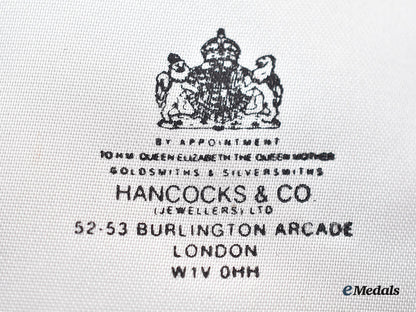 BY APPOINTMENT
TO H M QUEEN ELIZABETH THE QUEEN MOTHER
GOLDSMITHS & SILVERSMITHS
HANCOCKS & CO
(JEWELLERS) LTD
52-53 BURLINGTON ARCADE
LONDON
W1V 0HH
eMedals